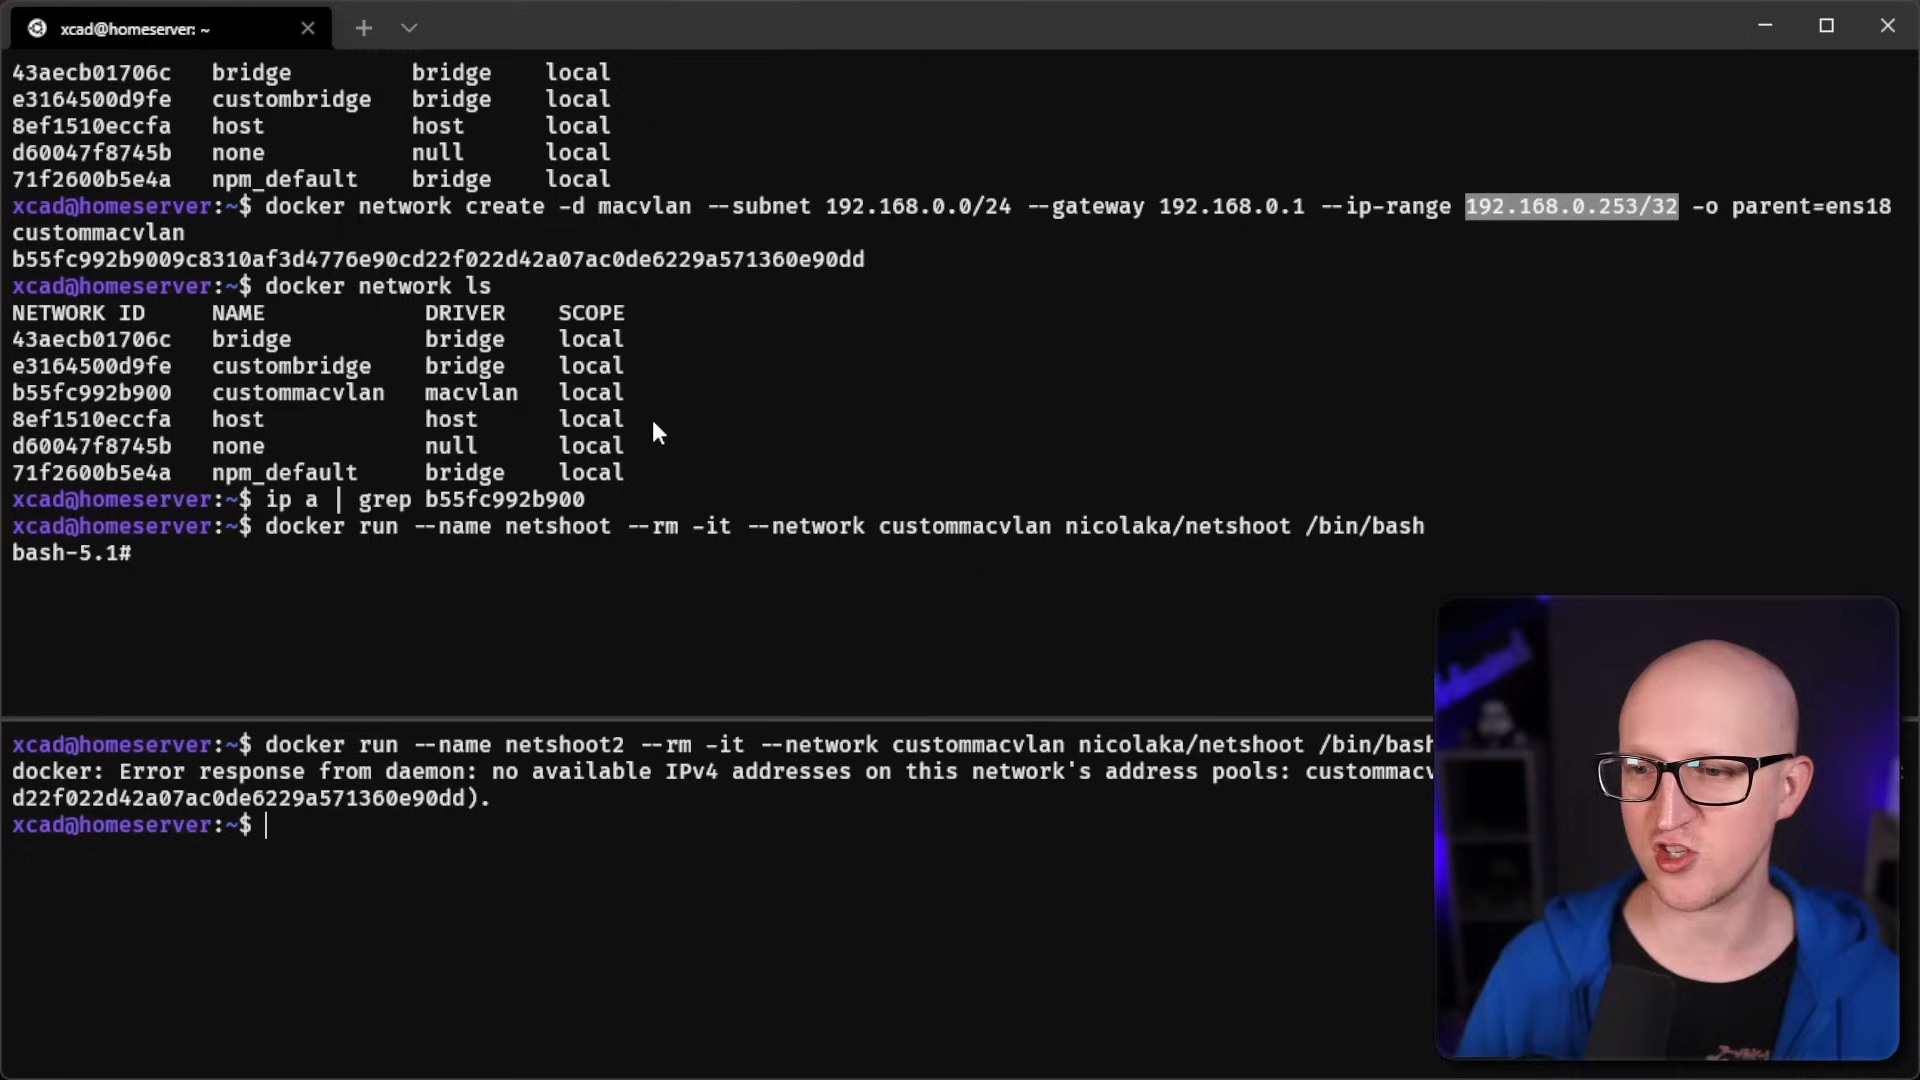 xcad@homeserver: ~
43aecb01706c bridge bridge local
e3164500d9fe custombridge bridge local
8ef1510eccfa host host local
d60047f8745b none null local
71f2600b5e4a npm_default bridge local
xcad@homeserver:~$ docker network create -d macvlan --subnet 192.168.0.0/24 --gateway 192.168.0.1 --ip-range 192.168.0.253/32 -o parent=ens18
custommacvlan
b55fc992b9009c8310af3d4776e90cd22f022d42a07ac0de6229a571360e90dd
xcad@homeserver:~$ docker network ls
NETWORK ID NAME DRIVER SCOPE
43aecb01706c bridge bridge local
e3164500d9fe custombridge bridge local
b55fc992b900 custommacvlan macvlan local
8ef1510eccfa host host local
d60047f8745b none null local
71f2600b5e4a npm_default bridge local
xcad@homeserver:~$ ip a | grep b55fc992b900
xcad@homeserver:~$ docker run --name netshoot --rm -it --network custommacvlan nicolaka/netshoot /bin/bash
bash-5.1#
xcad@homeserver:~$ docker run --name netshoot2 --rm -it --network custommacvlan nicolaka/netshoot /bin/bash
docker: Error response from daemon: no available IPv4 addresses on this network's address pools: custommacv
d22f022d42a07ac0de6229a571360e90dd).
xcad@homeserver:~$